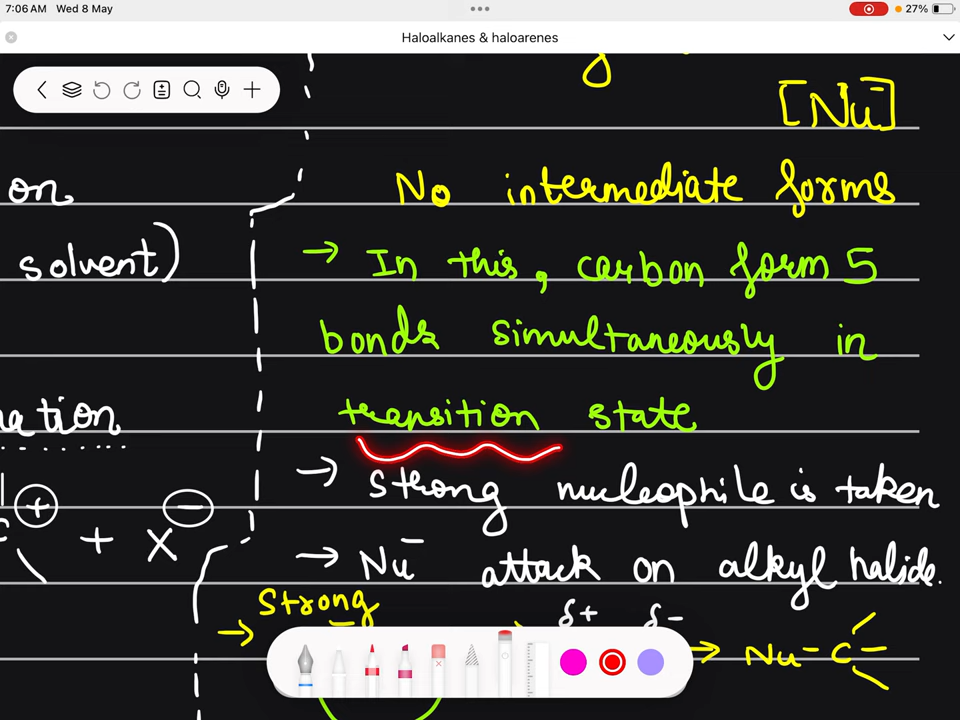 7:06 AM Wed 8 May
27%
Haloalkanes & haloarenes
[Nu-]
on
No intermediate forms
solvent)
→ In this, carbon form 5
bonds simultaneously in
ation
transition state
→ Strong nucleophile is taken
+ + X -
→ Nu- attack on alkyl halide.
→ Strong
δ+ δ-
→ Nu-C